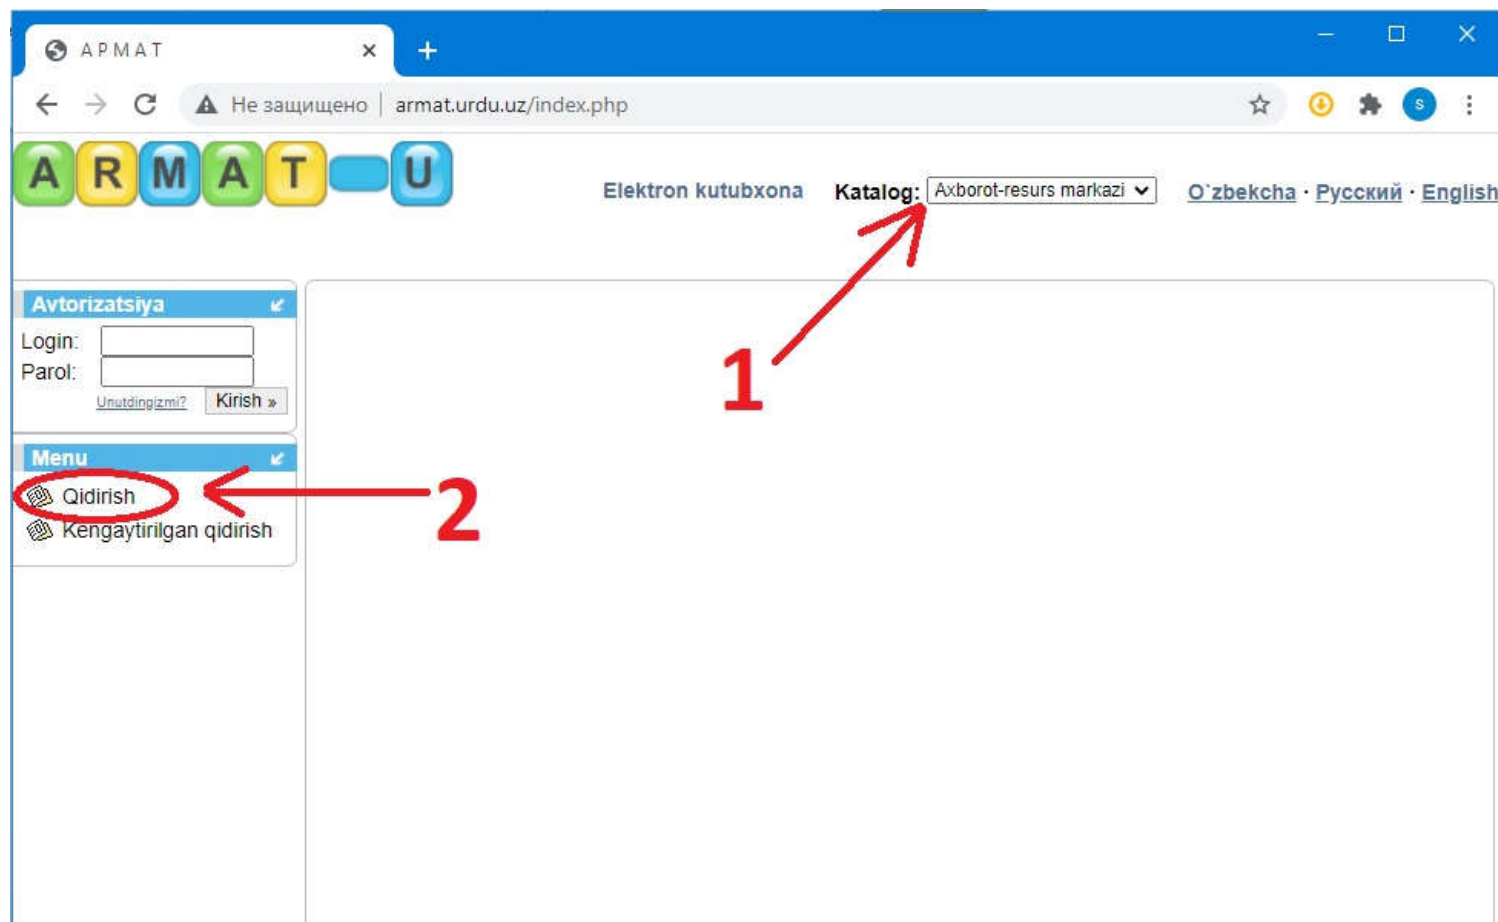 АРМАТ
Не защищено armat.urdu.uz/index.php
S
ARMAT U
Elektron kutubxona Katalog: Axborot-resurs markazi O`zbekcha · Русский · English
Avtorizatsiya
Login:
Parol:
Unutdingizmi? Kirish »
1
Menu
Qidirish
2
Kengaytirilgan qidirish